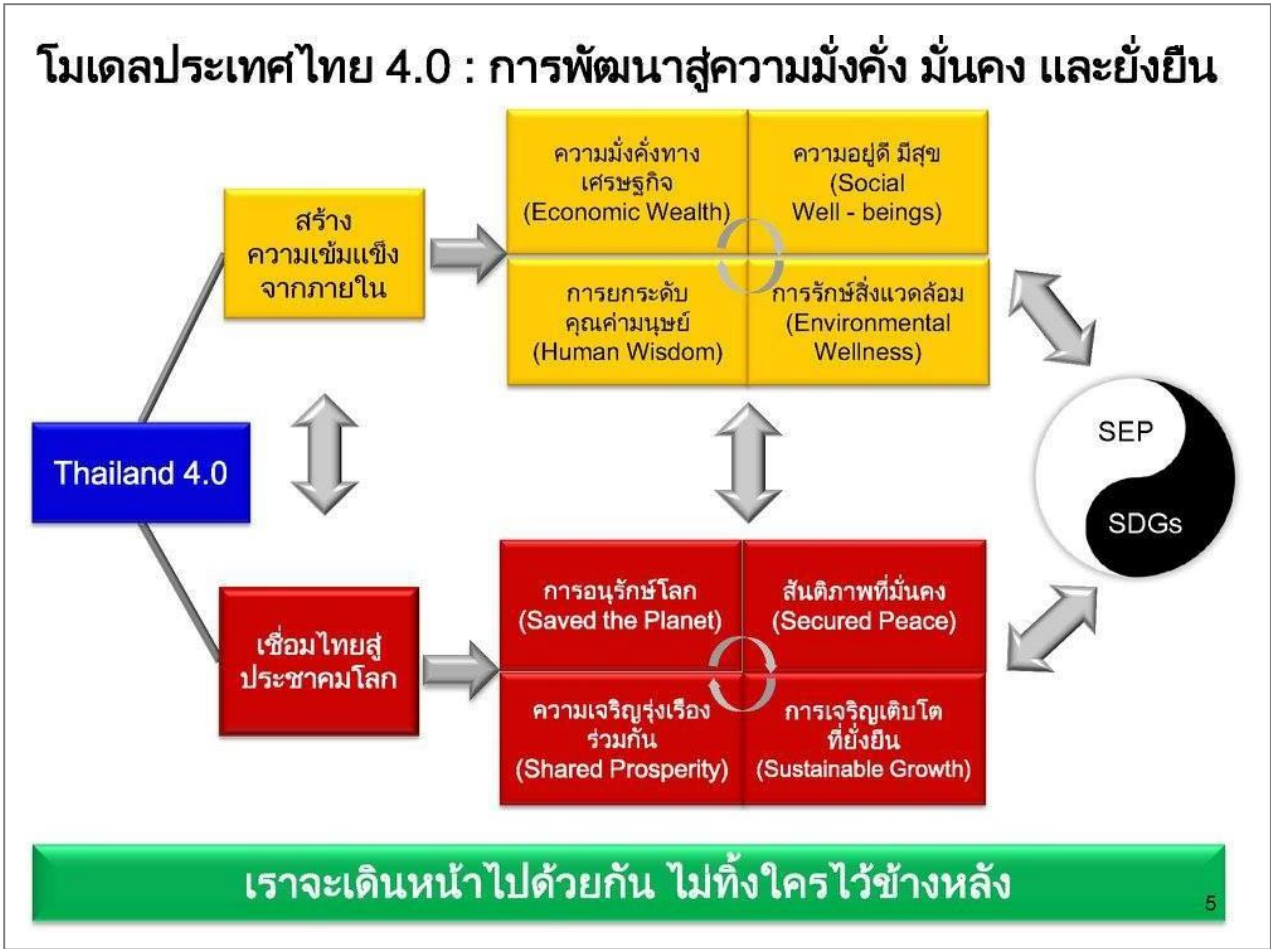 โมเดลประเทศไทย 4.0 : การพัฒนาสู่ความมั่งคั่ง มั่นคง และยั่งยืน
สร้าง
ความเข้มแข็ง
จากภายใน
ความมั่งคั่งทาง
เศรษฐกิจ
(Economic Wealth)
ความอยู่ดี มีสุข
(Social
Well - beings)
การยกระดับ
คุณค่ามนุษย์
(Human Wisdom)
การรักษ์สิ่งแวดล้อม
(Environmental
Wellness)
Thailand 4.0
SEP
SDGs
เชื่อมไทยสู่
ประชาคมโลก
การอนุรักษ์โลก
(Saved the Planet)
สันติภาพที่มั่นคง
(Secured Peace)
ความเจริญรุ่งเรือง
ร่วมกัน
(Shared Prosperity)
การเจริญเติบโต
ที่ยั่งยืน
(Sustainable Growth)
เราจะเดินหน้าไปด้วยกัน ไม่ทิ้งใครไว้ข้างหลัง
5